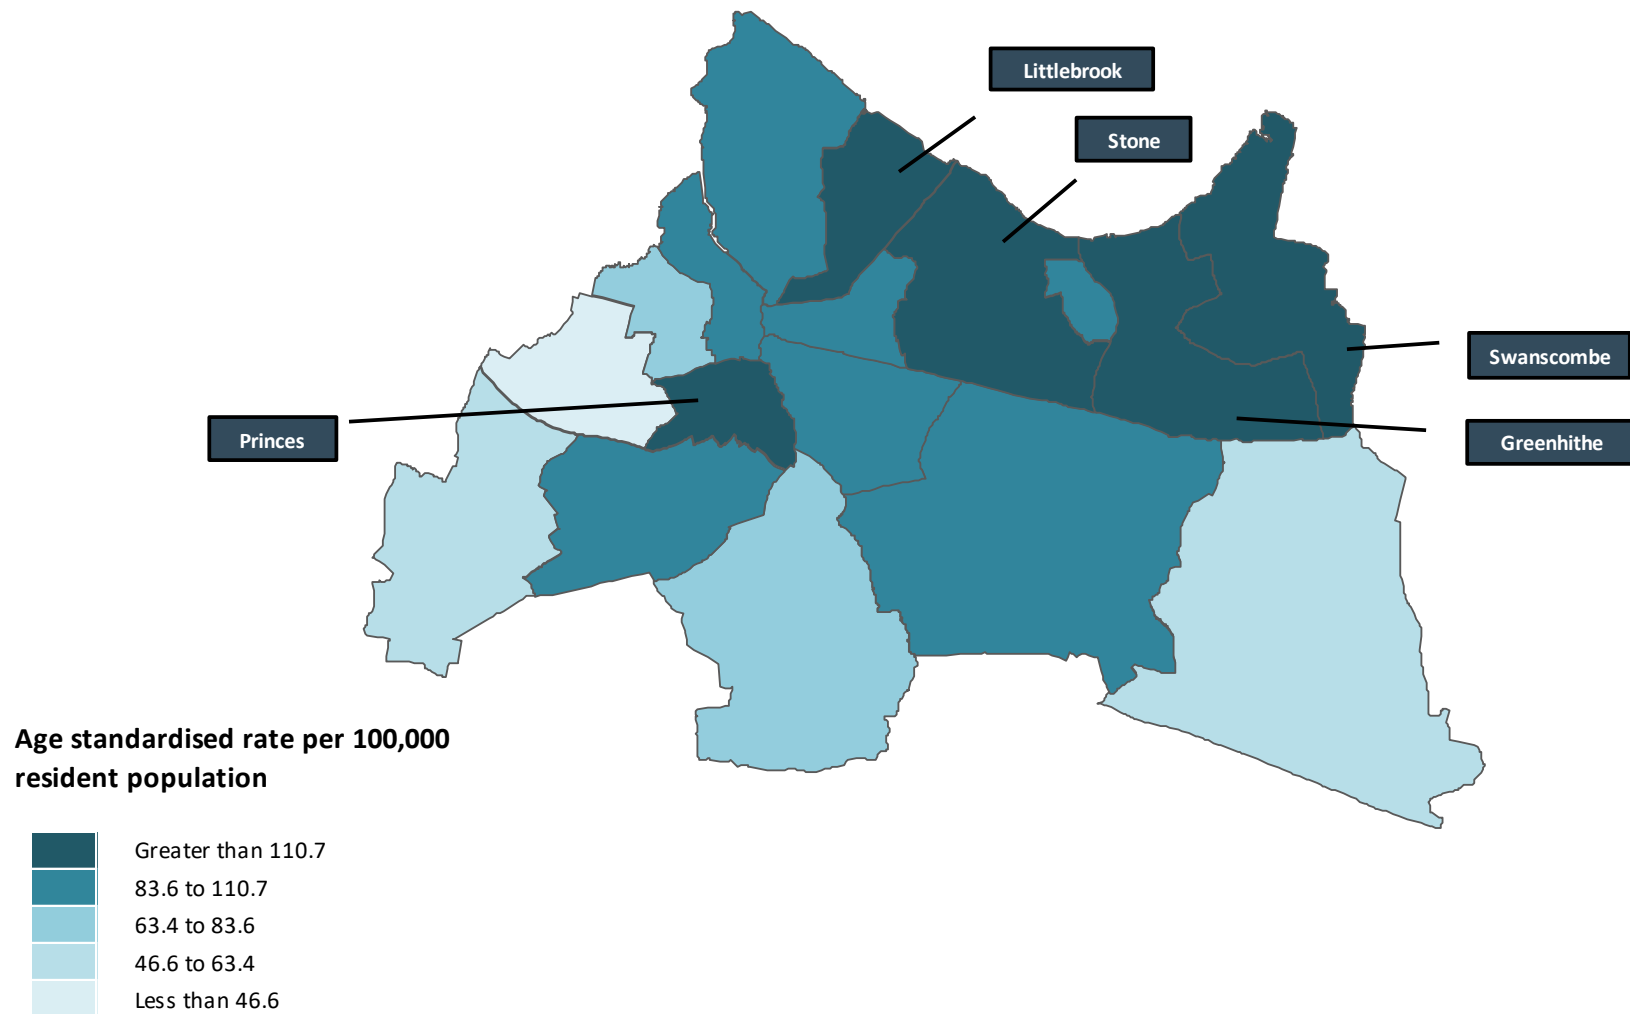 Littlebrook
Stone
Swanscombe
Princes
Greenhithe
Age standardised rate per 100,000
resident population
Greater than 110.7
83.6 to 110.7
63.4 to 83.6
46.6 to 63.4
Less than 46.6